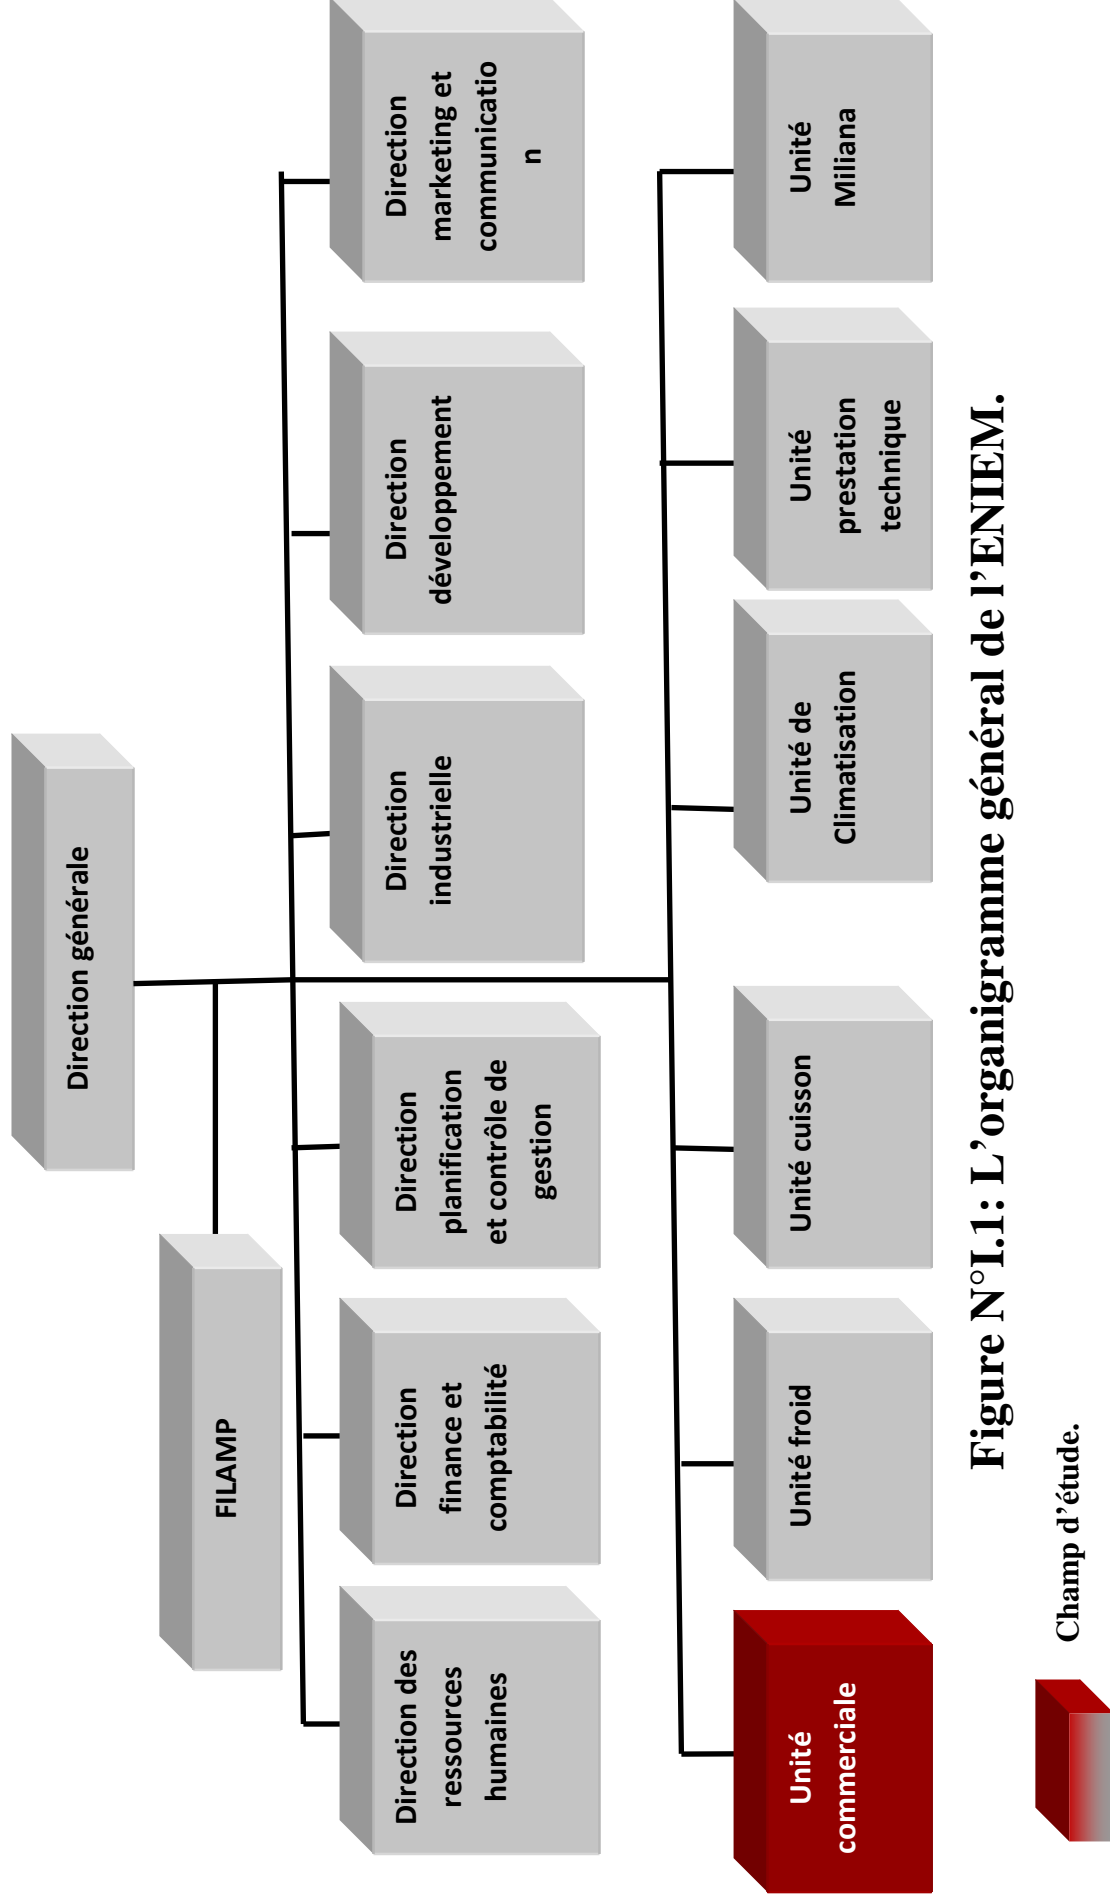 Direction générale
FILAMP
Direction des
ressources
humaines
Direction
finance et
comptabilité
Direction
planification
et contrôle de
gestion
Direction
industrielle
Direction
développement
Direction
marketing et
communicatio
n
Unité
commerciale
Unité froid
Unité cuisson
Unité de
Climatisation
Unité
prestation
technique
Unité
Miliana
Figure N°I.1: L’organigramme général de l’ENIEM.
Champ d’étude.